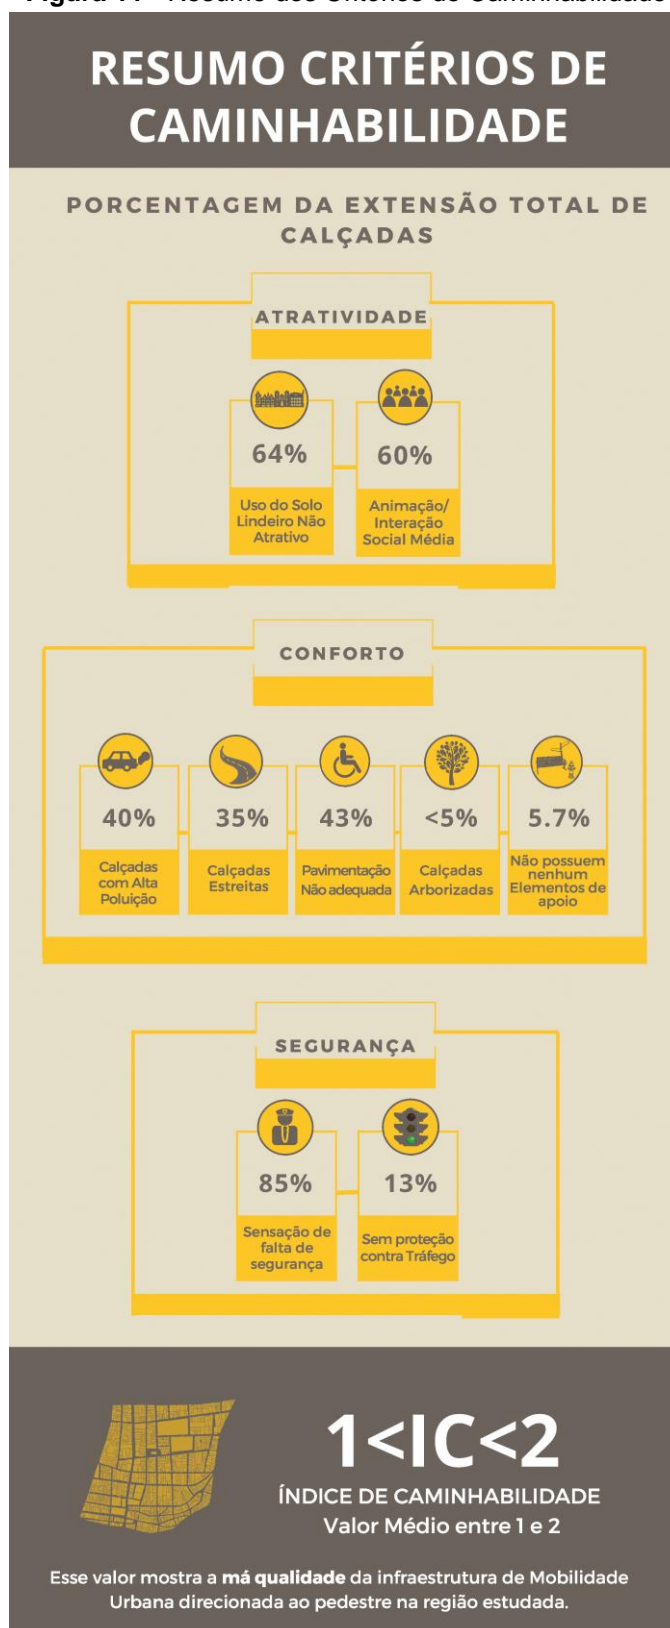 RESUMO CRITÉRIOS DE
CAMINHABILIDADE
PORCENTAGEM DA EXTENSÃO TOTAL DE
CALÇADAS
ATRATIVIDADE
64%
Uso do Solo
Lindeiro Não
Atrativo
60%
Animação/
Interação
Social Média
CONFORTO
40%
Calçadas
com Alta
Poluição
35%
Calçadas
Estreitas
43%
Pavimentação
Não adequada
<5%
Calçadas
Arborizadas
5.7%
Não possuem
nenhum
Elementos de
apoio
SEGURANÇA
85%
Sensação de
falta de
segurança
13%
Sem proteção
contra Tráfego
1<IC<2
ÍNDICE DE CAMINHABILIDADE
Valor Médio entre 1 e 2
Esse valor mostra a má qualidade da infraestrutura de Mobilidade
Urbana direcionada ao pedestre na região estudada.